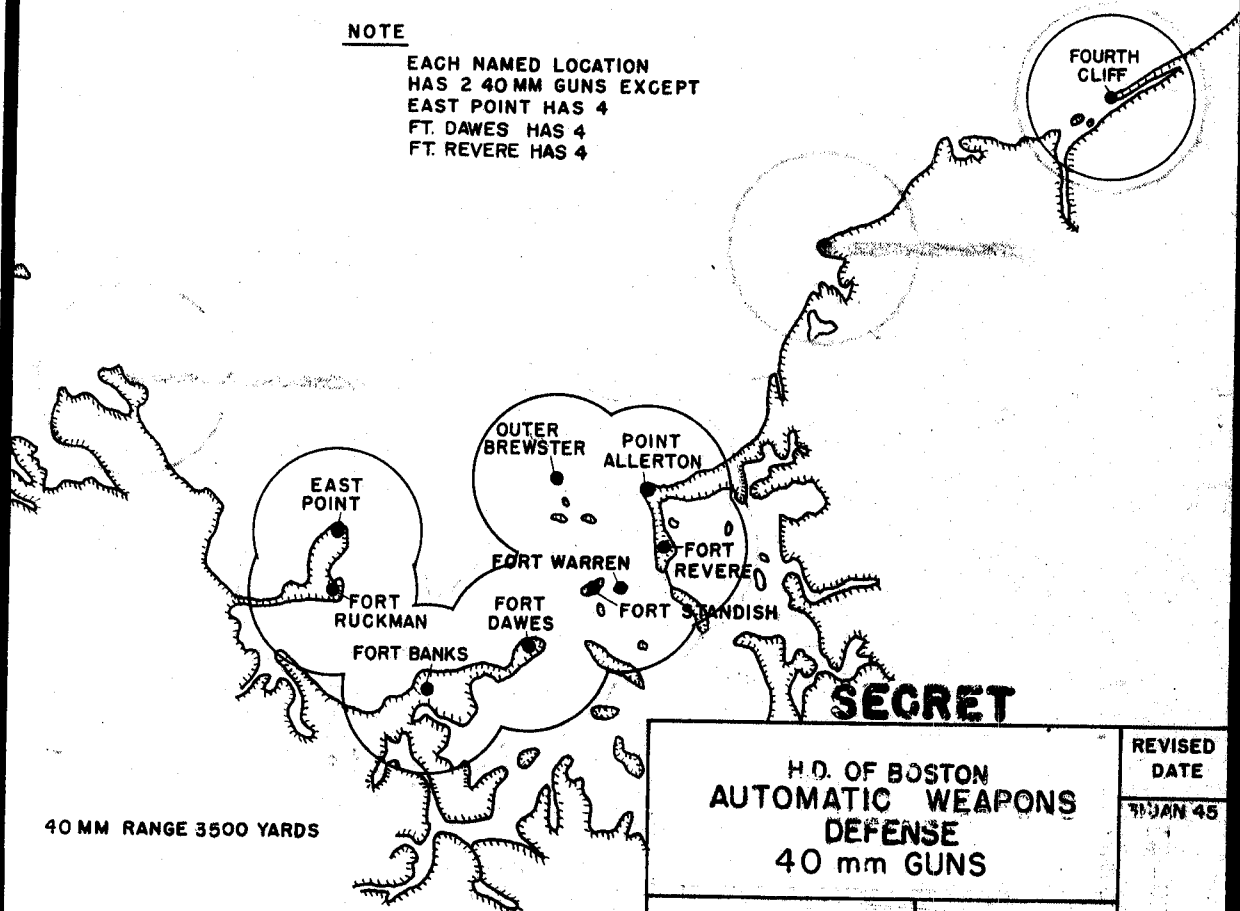 NOTE
EACH NAMED LOCATION
HAS 2 40 MM GUNS EXCEPT
EAST POINT HAS 4
FT. DAWES HAS 4
FT. REVERE HAS 4
FOURTH
CLIFF
OUTER
BREWSTER
POINT
ALLERTON
EAST
POINT
FORT WARREN
FORT
REVERE
FORT
RUCKMAN
FORT
DAWES
FORT STANDISH
FORT BANKS
SECRET
H.D. OF BOSTON
AUTOMATIC WEAPONS
DEFENSE
40 mm GUNS
REVISED
DATE
31 JAN 45
40 MM RANGE 3500 YARDS